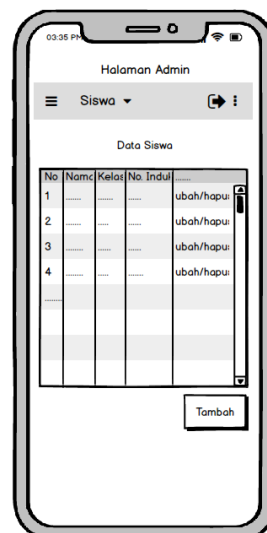 03:35 PM
Halaman Admin
Siswa
Data Siswa
No Nama Kelas No. Induk ........
1 ....... ...... ...... ubah/hapus
2 ....... ..... ...... ubah/hapus
3 ....... ...... ....... ubah/hapus
4 ....... ..... ....... ubah/hapus
........
Tambah